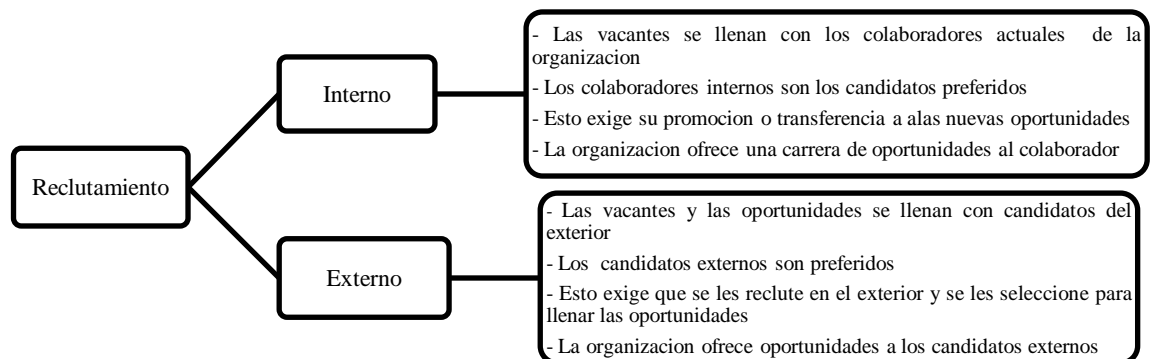 Reclutamiento
Interno
- Las vacantes se llenan con los colaboradores actuales de la
organizacion
- Los colaboradores internos son los candidatos preferidos
- Esto exige su promocion o transferencia a alas nuevas oportunidades
- La organizacion ofrece una carrera de oportunidades al colaborador
Externo
- Las vacantes y las oportunidades se llenan con candidatos del
exterior
- Los candidatos externos son preferidos
- Esto exige que se les reclute en el exterior y se les seleccione para
llenar las oportunidades
- La organizacion ofrece oportunidades a los candidatos externos